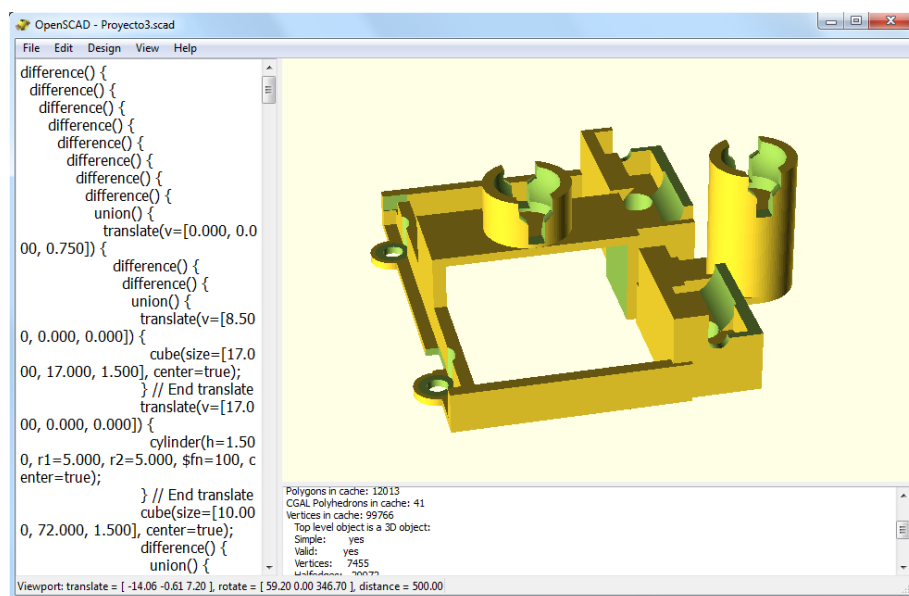 OpenSCAD - Proyecto3.scad
File Edit Design View Help
difference() {
difference() {
difference() {
difference() {
difference() {
difference() {
difference() {
difference() {
union() {
translate(v=[0.000, 0.0
00, 0.750]) {
difference() {
difference() {
union() {
translate(v=[8.50
0, 0.000, 0.000]) {
cube(size=[17.0
00, 17.000, 1.500], center=true);
} // End translate
translate(v=[17.0
00, 0.000, 0.000]) {
cylinder(h=1.50
0, r1=5.000, r2=5.000, $fn=100, c
enter=true);
} // End translate
cube(size=[10.00
0, 72.000, 1.500], center=true);
difference() {
union() {
Polygons in cache: 12013
CGAL Polyhedrons in cache: 41
Vertices in cache: 99766
Top level object is a 3D object:
Simple: yes
Valid: yes
Vertices: 7455
Viewport: translate = [ -14.06 -0.61 7.20 ], rotate = [ 59.20 0.00 346.70 ], distance = 500.00